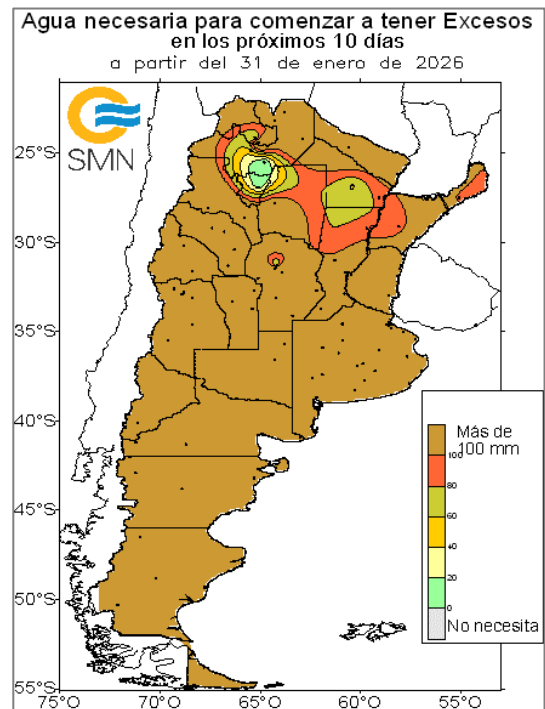 Agua necesaria para comenzar a tener Excesos
en los próximos 10 días
a partir del 31 de enero de 2026
SMN
25°S
30°S
35°S
40°S
45°S
50°S
55°S
75°O
70°O
65°O
60°O
55°O
Más de
100 mm
100
80
60
40
20
0
No necesita